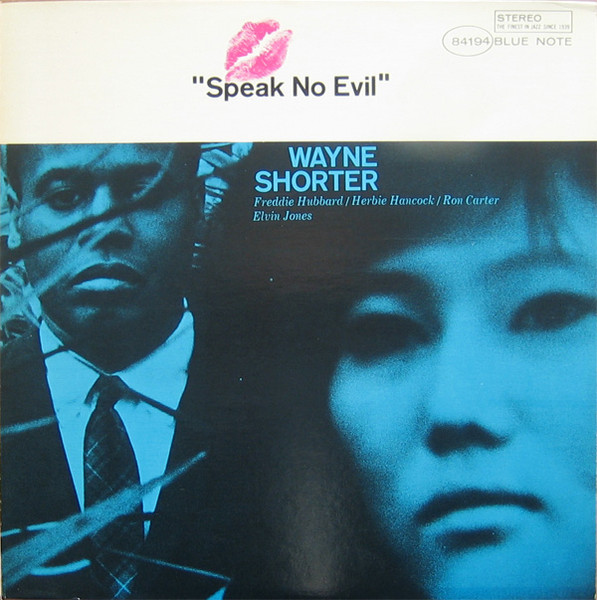 STEREO
THE FINEST IN JAZZ SINCE 1939
84194 BLUE NOTE
"Speak No Evil"
WAYNE
SHORTER
Freddie Hubbard / Herbie Hancock / Ron Carter
Elvin Jones